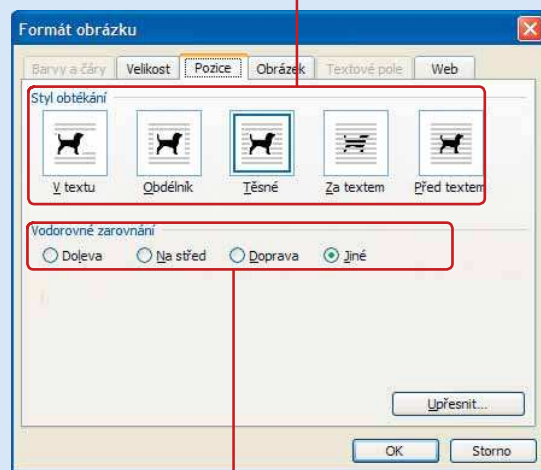 Formát obrázku
Barvy a čáry Velikost Pozice Obrázek Textové pole Web
Styl obtékání
V textu Obdélník Těsné Za textem Před textem
Vodorovné zarovnání
Doleva Na střed Doprava Jiné
Upřesnit...
OK Storno